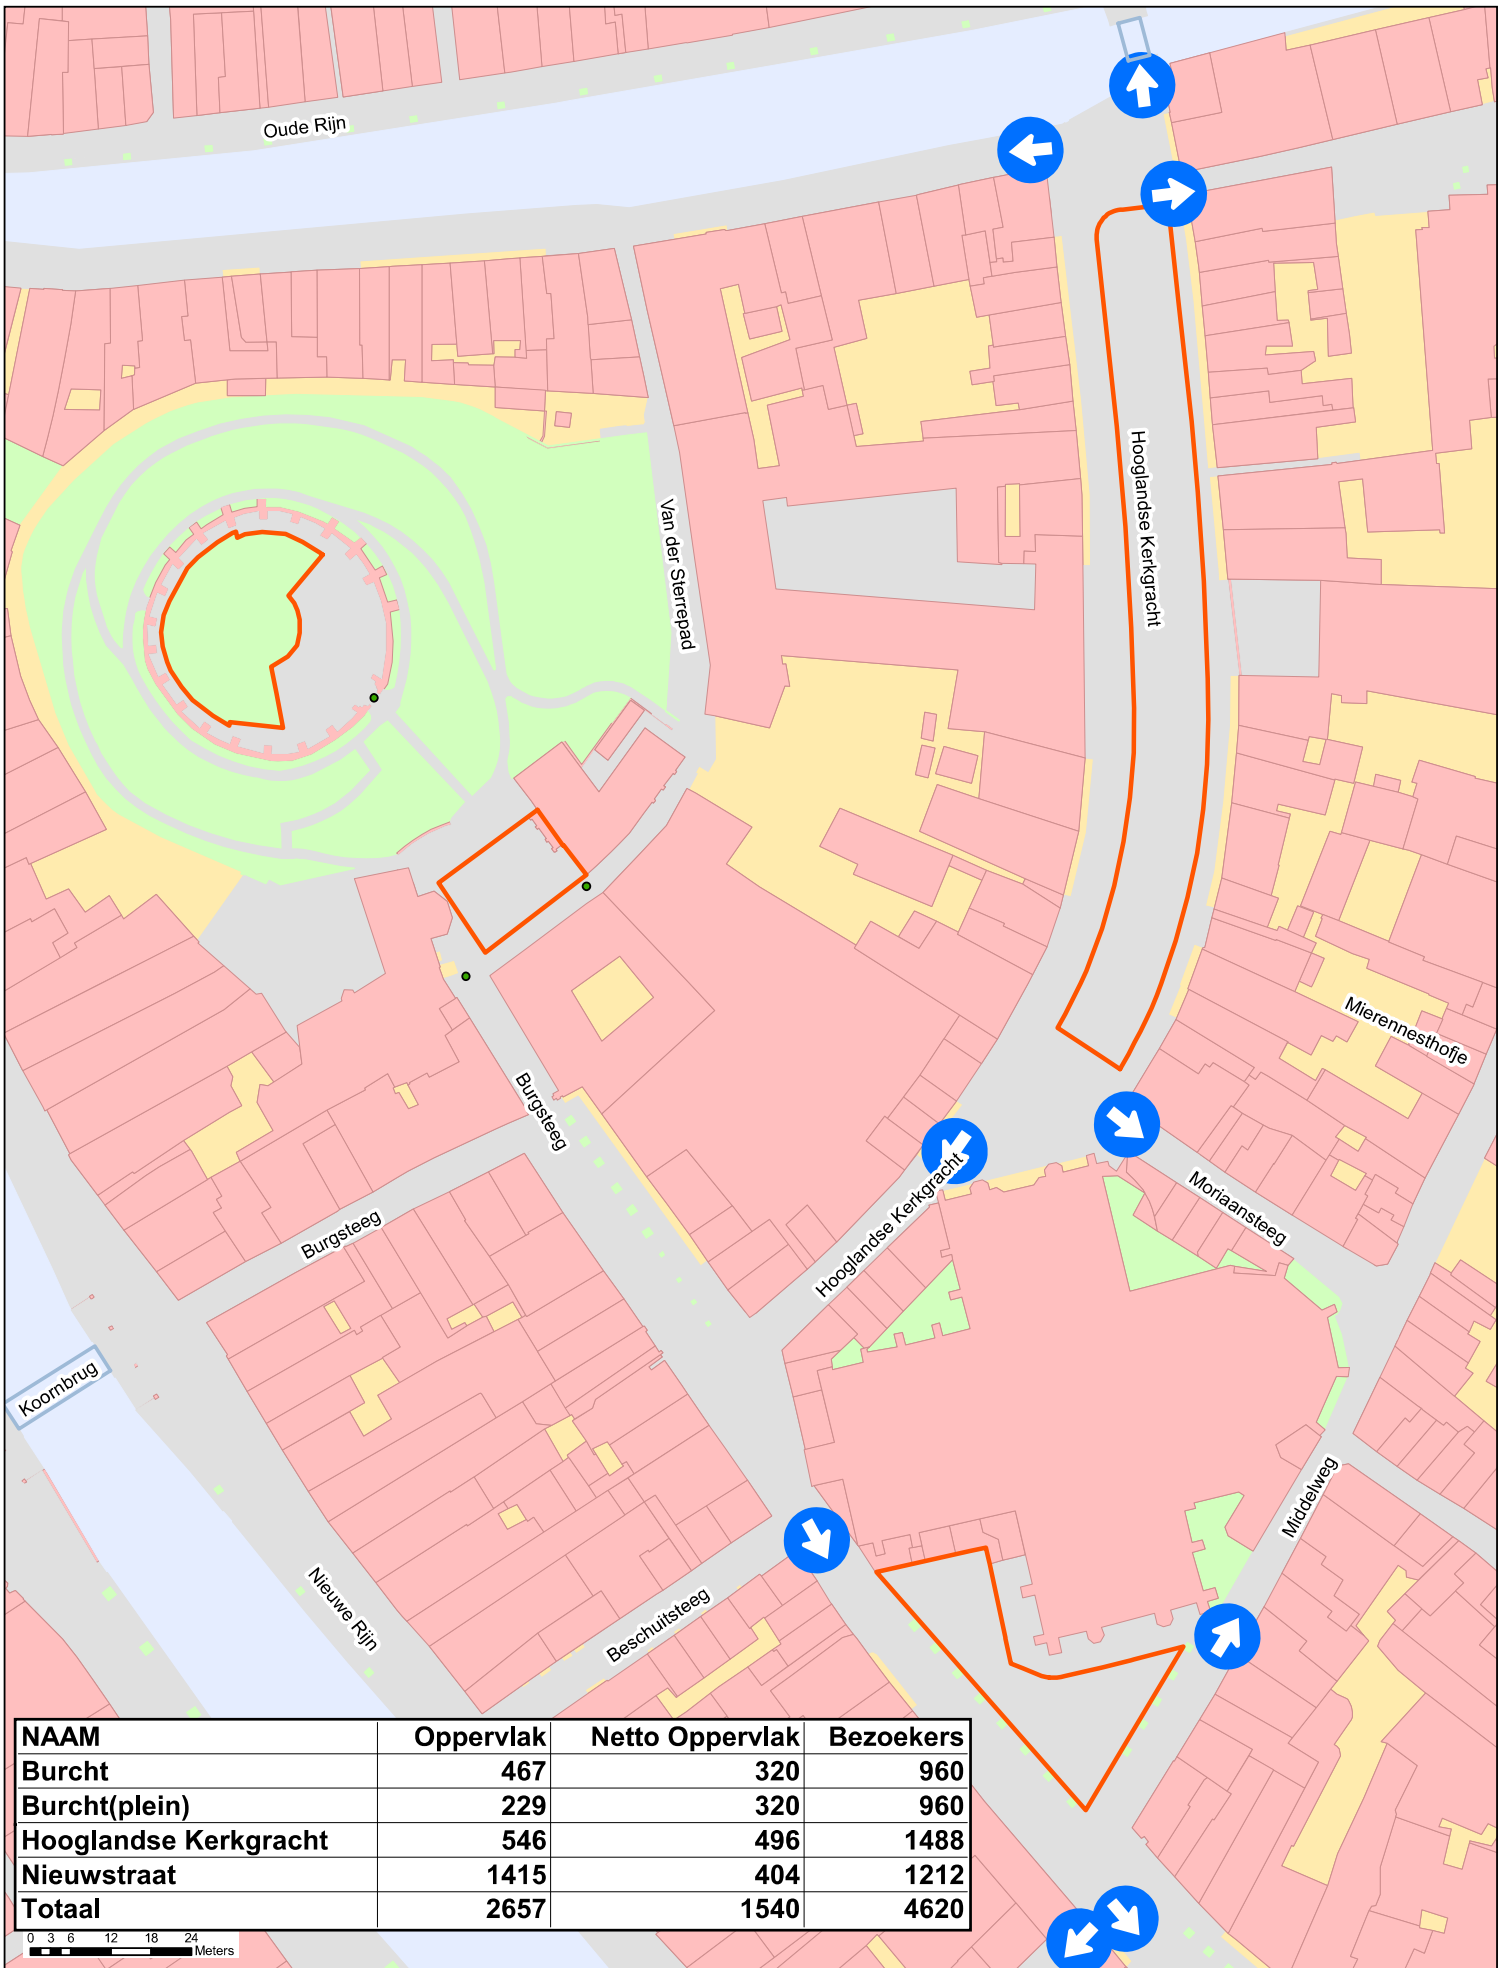 Oude Rijn
Hooglandse Kerkgracht
Van der Sterrepad
Mierennesthofje
Burgsteeg
Moriaansteeg
Hooglandse Kerkgracht
Burgsteeg
Koornbrug
Middelweg
Nieuwe Rijn
Beschuitsteeg
NAAM Oppervlak Netto Oppervlak Bezoekers
Burcht 467 320 960
Burcht(plein) 229 320 960
Hooglandse Kerkgracht 546 496 1488
Nieuwstraat 1415 404 1212
Totaal 2657 1540 4620
0 3 6 12 18 24
Meters